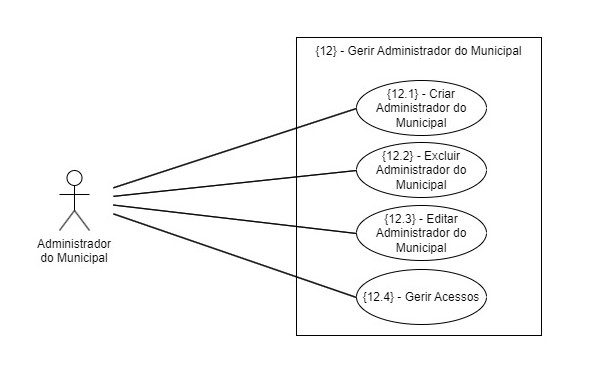 {12} - Gerir Administrador do Municipal
{12.1} - Criar
Administrador do
Municipal
{12.2} - Excluir
Administrador do
Municipal
{12.3} - Editar
Administrador do
Municipal
{12.4} - Gerir Acessos
Administrador
do Municipal